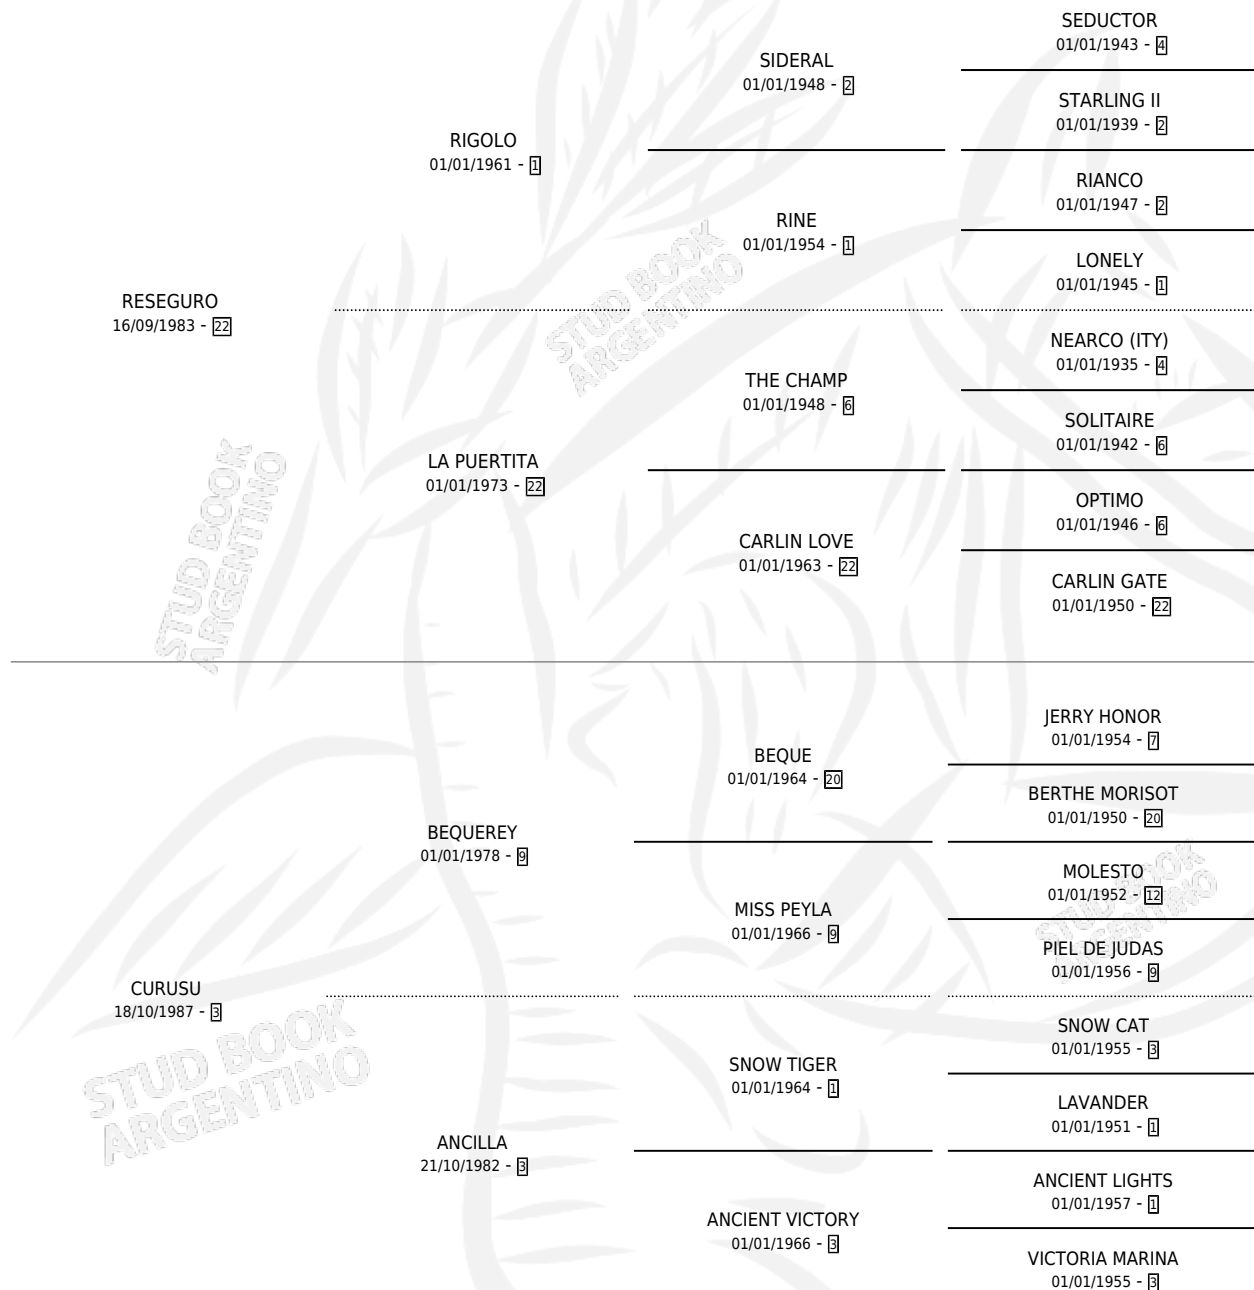 SEDUCTOR
01/01/1943 - 4
SIDERAL
01/01/1948 - 2
STARLING II
01/01/1939 - 2
RIGOLO
01/01/1961 - 1
RIANCO
01/01/1947 - 2
RINE
01/01/1954 - 1
LONELY
01/01/1945 - 1
RESEGURO
16/09/1983 - 22
NEARCO (ITY)
01/01/1935 - 4
THE CHAMP
01/01/1948 - 6
SOLITAIRE
01/01/1942 - 6
LA PUERTITA
01/01/1973 - 22
OPTIMO
01/01/1946 - 6
CARLIN LOVE
01/01/1963 - 22
CARLIN GATE
01/01/1950 - 22
JERRY HONOR
01/01/1954 - 7
BEQUE
01/01/1964 - 20
BERTHE MORISOT
01/01/1950 - 20
BEQUEREY
01/01/1978 - 9
MOLESTO
01/01/1952 - 12
MISS PEYLA
01/01/1966 - 9
PIEL DE JUDAS
01/01/1956 - 9
CURUSU
18/10/1987 - 3
SNOW CAT
01/01/1955 - 3
SNOW TIGER
01/01/1964 - 1
LAVANDER
01/01/1951 - 1
ANCILLA
21/10/1982 - 3
ANCIENT LIGHTS
01/01/1957 - 1
ANCIENT VICTORY
01/01/1966 - 3
VICTORIA MARINA
01/01/1955 - 3
STUD BOOK
ARGENTINO
STUD BOOK
ARGENTINO
STUD BOOK
ARGENTINO
STUD BOOK
ARGENTINO